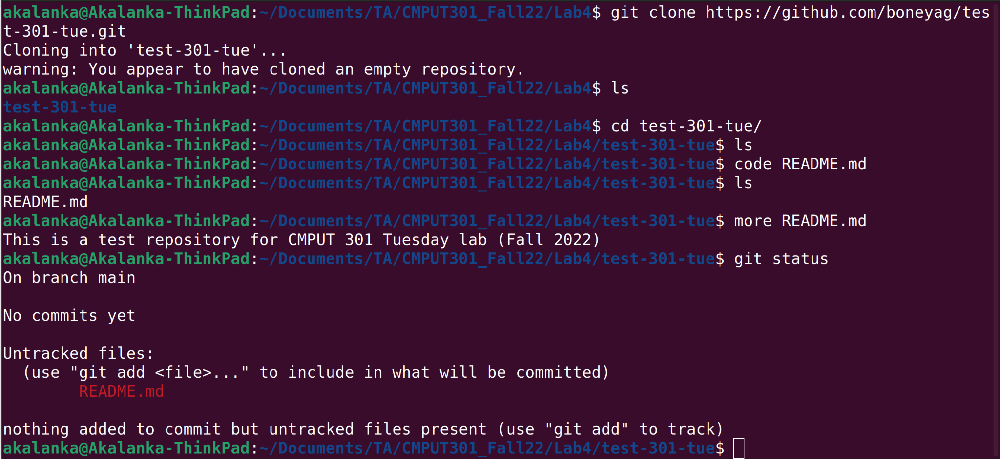 akalanka@Akalanka-ThinkPad:~/Documents/TA/CMPUT301_Fall22/Lab4$ git clone https://github.com/boneyag/tes
t-301-tue.git
Cloning into 'test-301-tue'...
warning: You appear to have cloned an empty repository.
akalanka@Akalanka-ThinkPad:~/Documents/TA/CMPUT301_Fall22/Lab4$ ls
test-301-tue
akalanka@Akalanka-ThinkPad:~/Documents/TA/CMPUT301_Fall22/Lab4$ cd test-301-tue/
akalanka@Akalanka-ThinkPad:~/Documents/TA/CMPUT301_Fall22/Lab4/test-301-tue$ ls
akalanka@Akalanka-ThinkPad:~/Documents/TA/CMPUT301_Fall22/Lab4/test-301-tue$ code README.md
akalanka@Akalanka-ThinkPad:~/Documents/TA/CMPUT301_Fall22/Lab4/test-301-tue$ ls
README.md
akalanka@Akalanka-ThinkPad:~/Documents/TA/CMPUT301_Fall22/Lab4/test-301-tue$ more README.md
This is a test repository for CMPUT 301 Tuesday lab (Fall 2022)
akalanka@Akalanka-ThinkPad:~/Documents/TA/CMPUT301_Fall22/Lab4/test-301-tue$ git status
On branch main

No commits yet

Untracked files:
  (use "git add <file>..." to include in what will be committed)
        README.md

nothing added to commit but untracked files present (use "git add" to track)
akalanka@Akalanka-ThinkPad:~/Documents/TA/CMPUT301_Fall22/Lab4/test-301-tue$